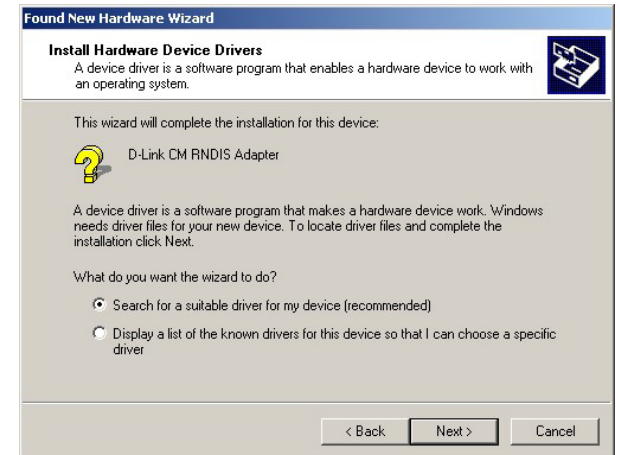 Found New Hardware Wizard
Install Hardware Device Drivers
A device driver is a software program that enables a hardware device to work with
an operating system.
This wizard will complete the installation for this device:
D-Link CM RNDIS Adapter
A device driver is a software program that makes a hardware device work. Windows
needs driver files for your new device. To locate driver files and complete the
installation click Next.
What do you want the wizard to do?
Search for a suitable driver for my device (recommended)
Display a list of the known drivers for this device so that I can choose a specific
driver
< Back Next > Cancel